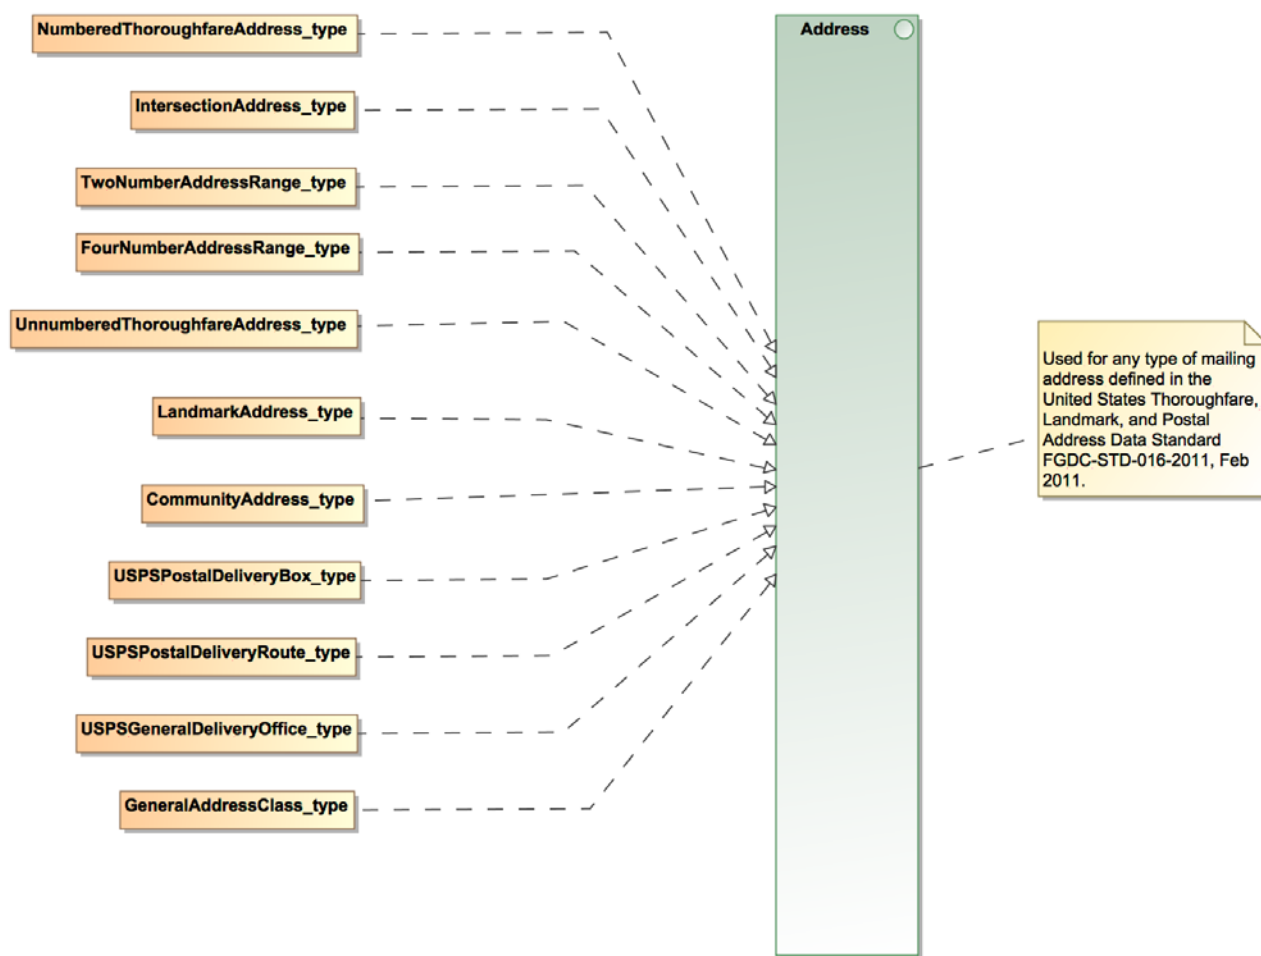 NumberedThoroughfareAddress_type
Address
IntersectionAddress_type
TwoNumberAddressRange_type
FourNumberAddressRange_type
UnnumberedThoroughfareAddress_type
LandmarkAddress_type
CommunityAddress_type
USPSPostalDeliveryBox_type
USPSPostalDeliveryRoute_type
USPSGeneralDeliveryOffice_type
GeneralAddressClass_type
Used for any type of mailing
address defined in the
United States Thoroughfare,
Landmark, and Postal
Address Data Standard
FGDC-STD-016-2011, Feb
2011.